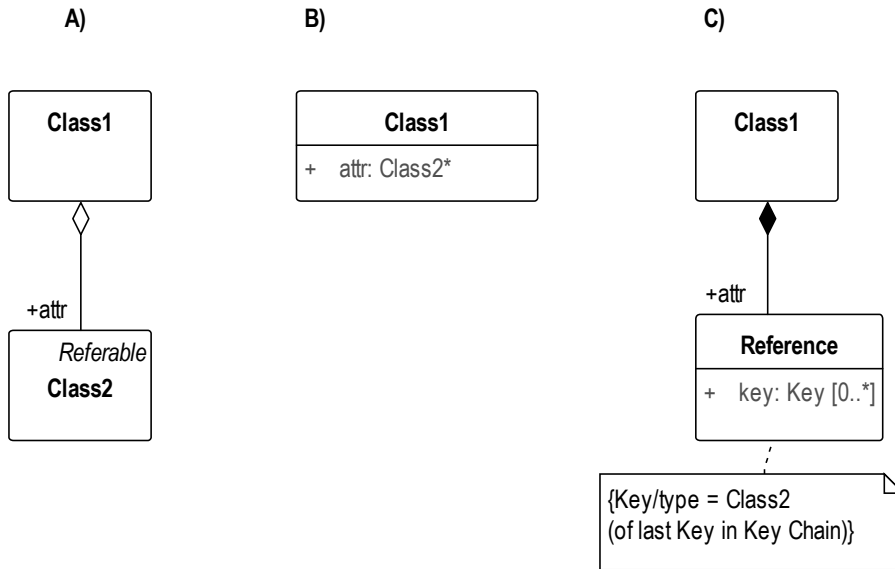 A)
B)
C)
Class1
+attr
Referable
Class2
Class1
+ attr: Class2*
Class1
+attr
Reference
+ key: Key [0..*]
{Key/type = Class2
(of last Key in Key Chain)}